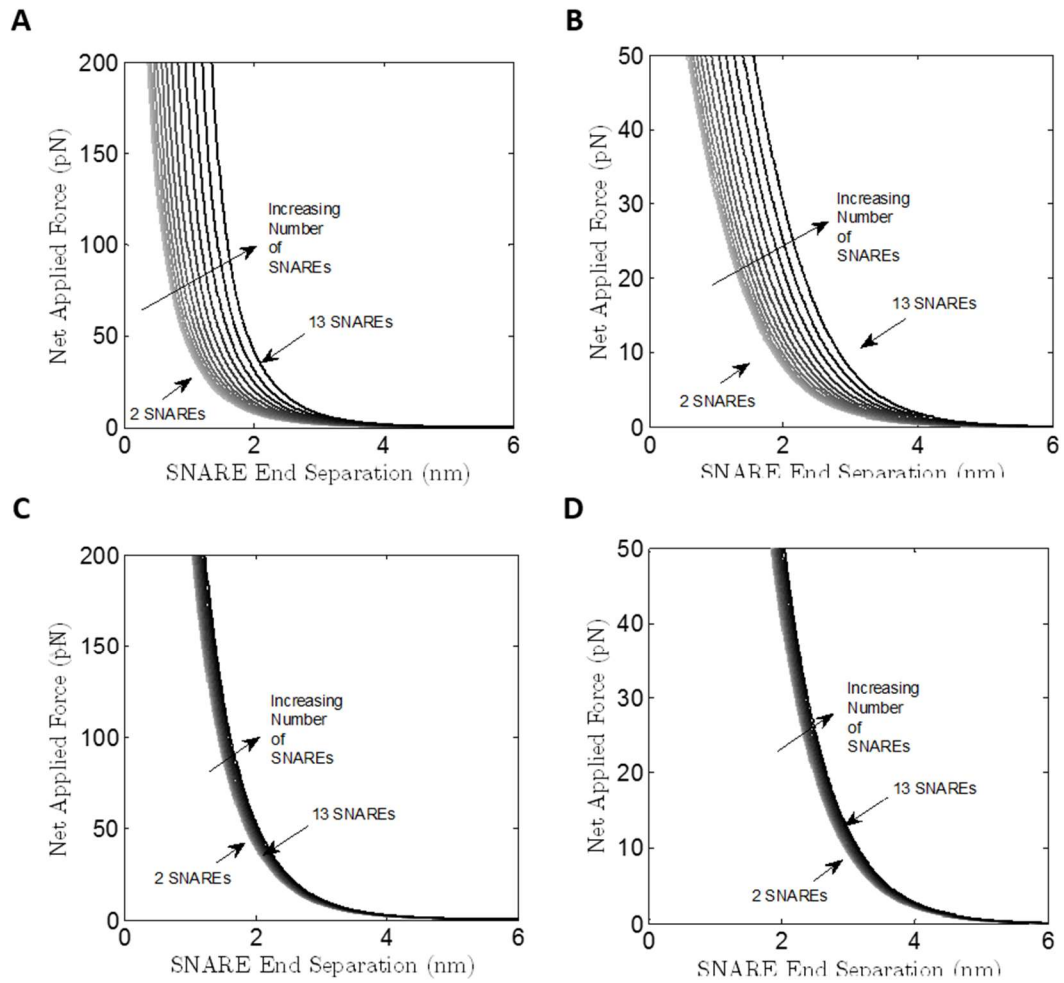 A
Net Applied Force (pN)
200
150
100
50
0
0 2 4 6
SNARE End Separation (nm)
Increasing
Number
of
SNAREs
13 SNAREs
2 SNAREs
B
Net Applied Force (pN)
50
40
30
20
10
0
0 2 4 6
SNARE End Separation (nm)
Increasing
Number
of
SNAREs
13 SNAREs
2 SNAREs
C
Net Applied Force (pN)
200
150
100
50
0
0 2 4 6
SNARE End Separation (nm)
Increasing
Number
of
SNAREs
13 SNAREs
2 SNAREs
D
Net Applied Force (pN)
50
40
30
20
10
0
0 2 4 6
SNARE End Separation (nm)
Increasing
Number
of
SNAREs
13 SNAREs
2 SNAREs